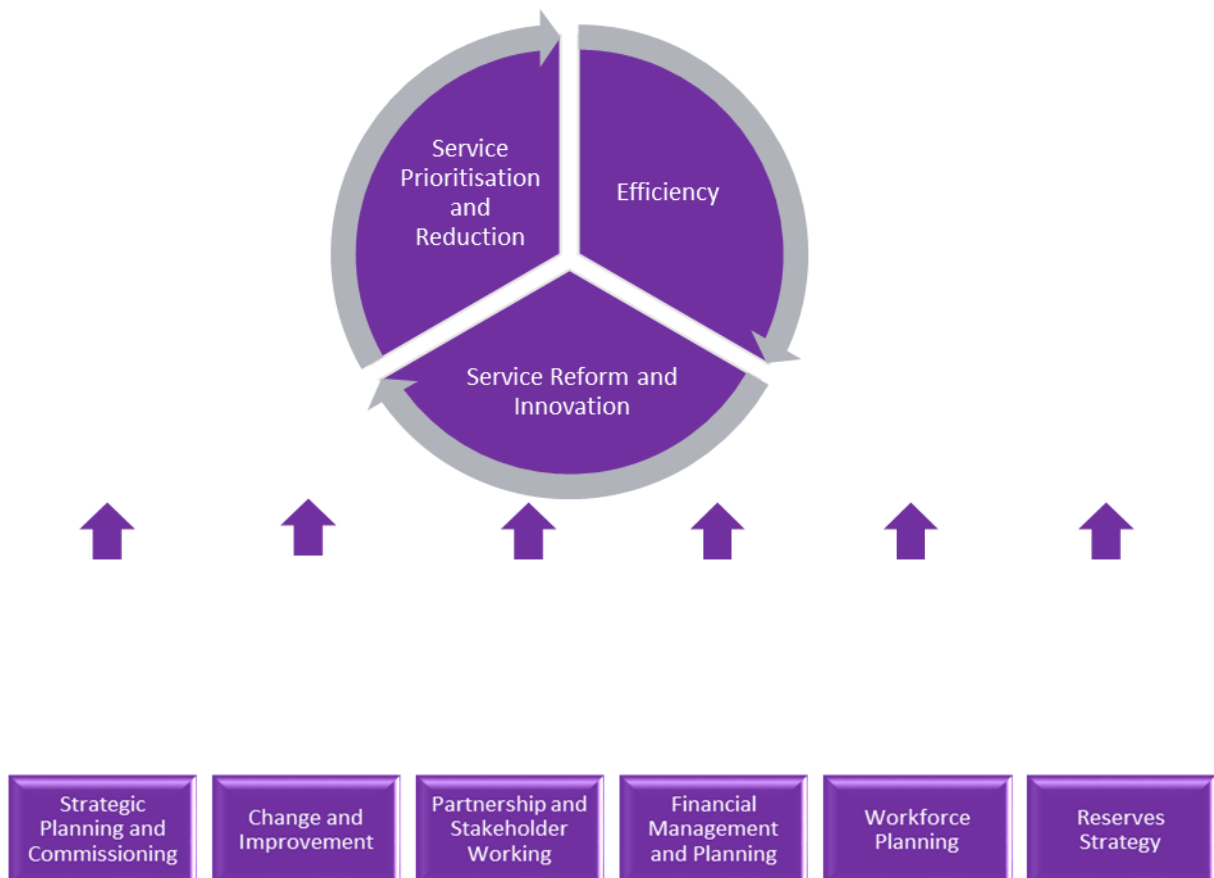 Service
Prioritisation
and
Reduction
Efficiency
Service Reform and
Innovation
Strategic
Planning and
Commissioning
Change and
Improvement
Partnership and
Stakeholder
Working
Financial
Management
and Planning
Workforce
Planning
Reserves
Strategy